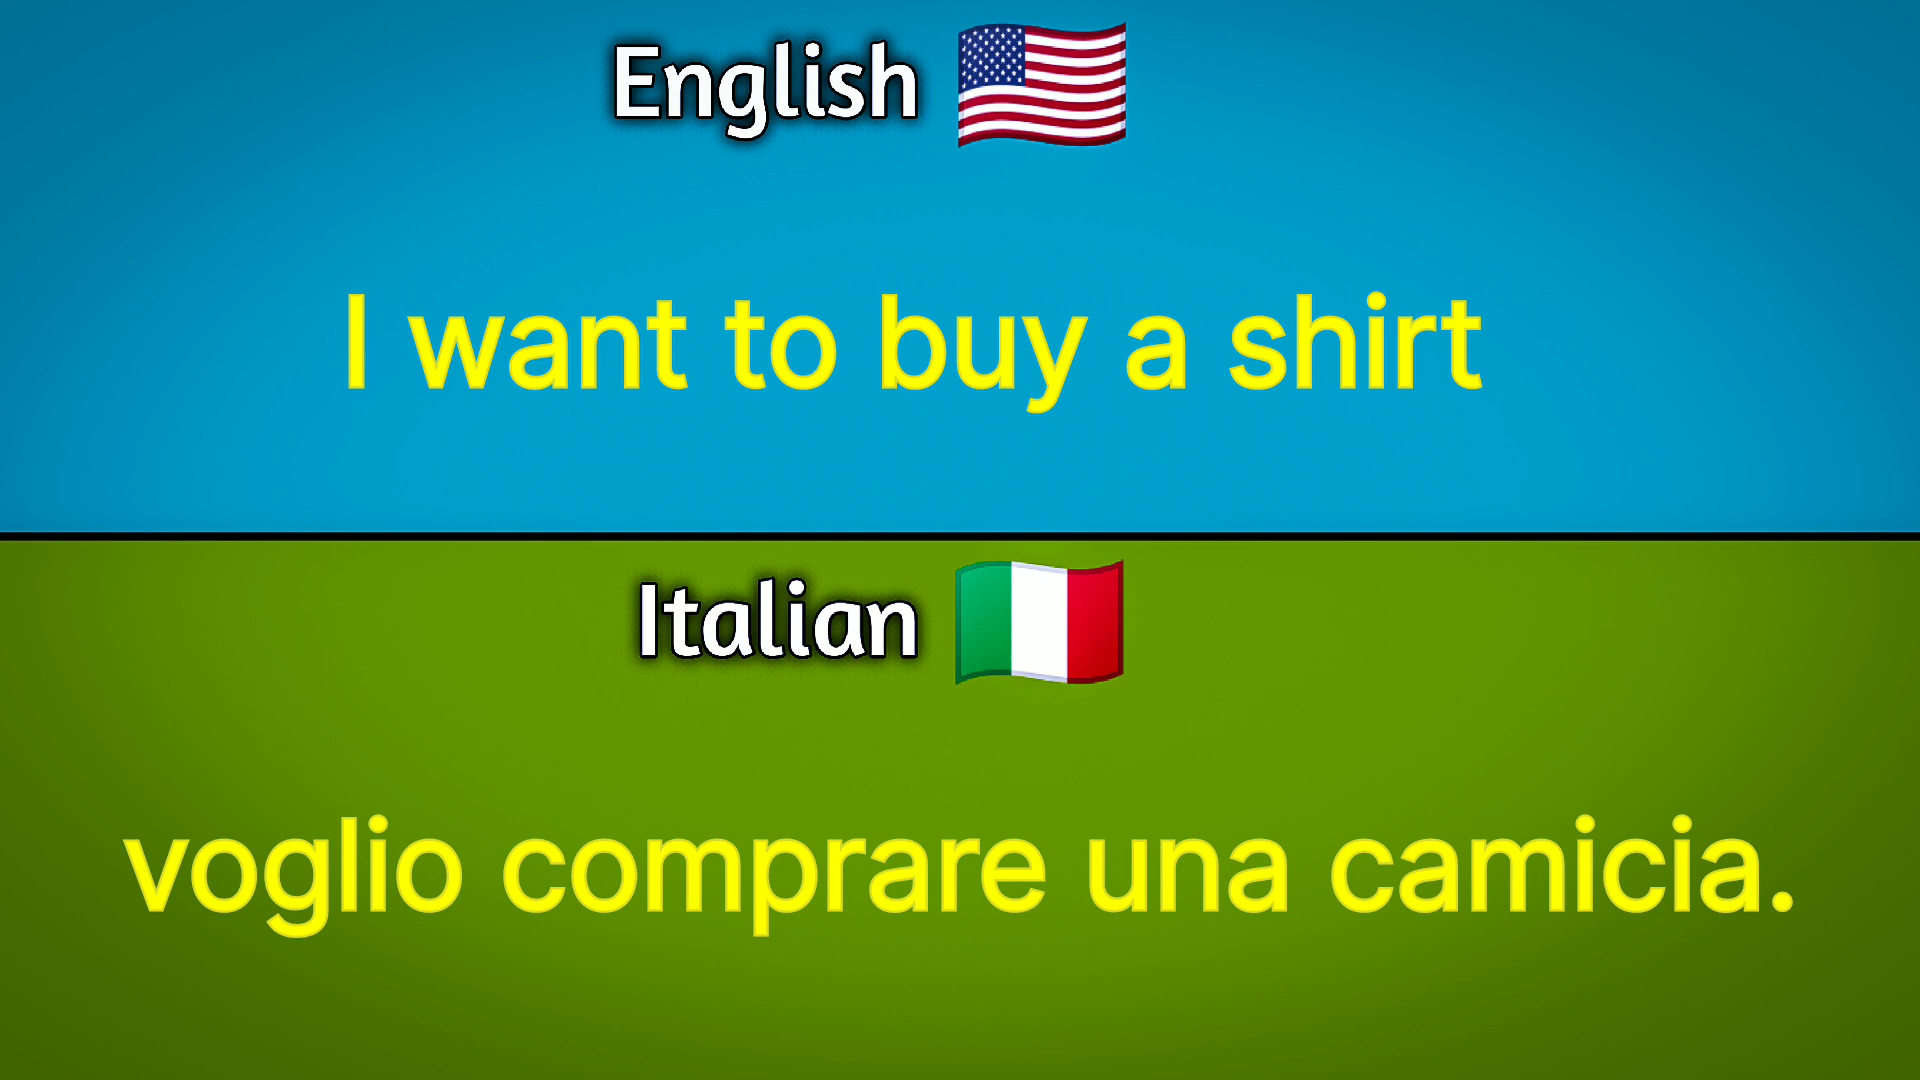 English 🇺🇸
I want to buy a shirt
Italian 🇮🇹
voglio comprare una camicia.